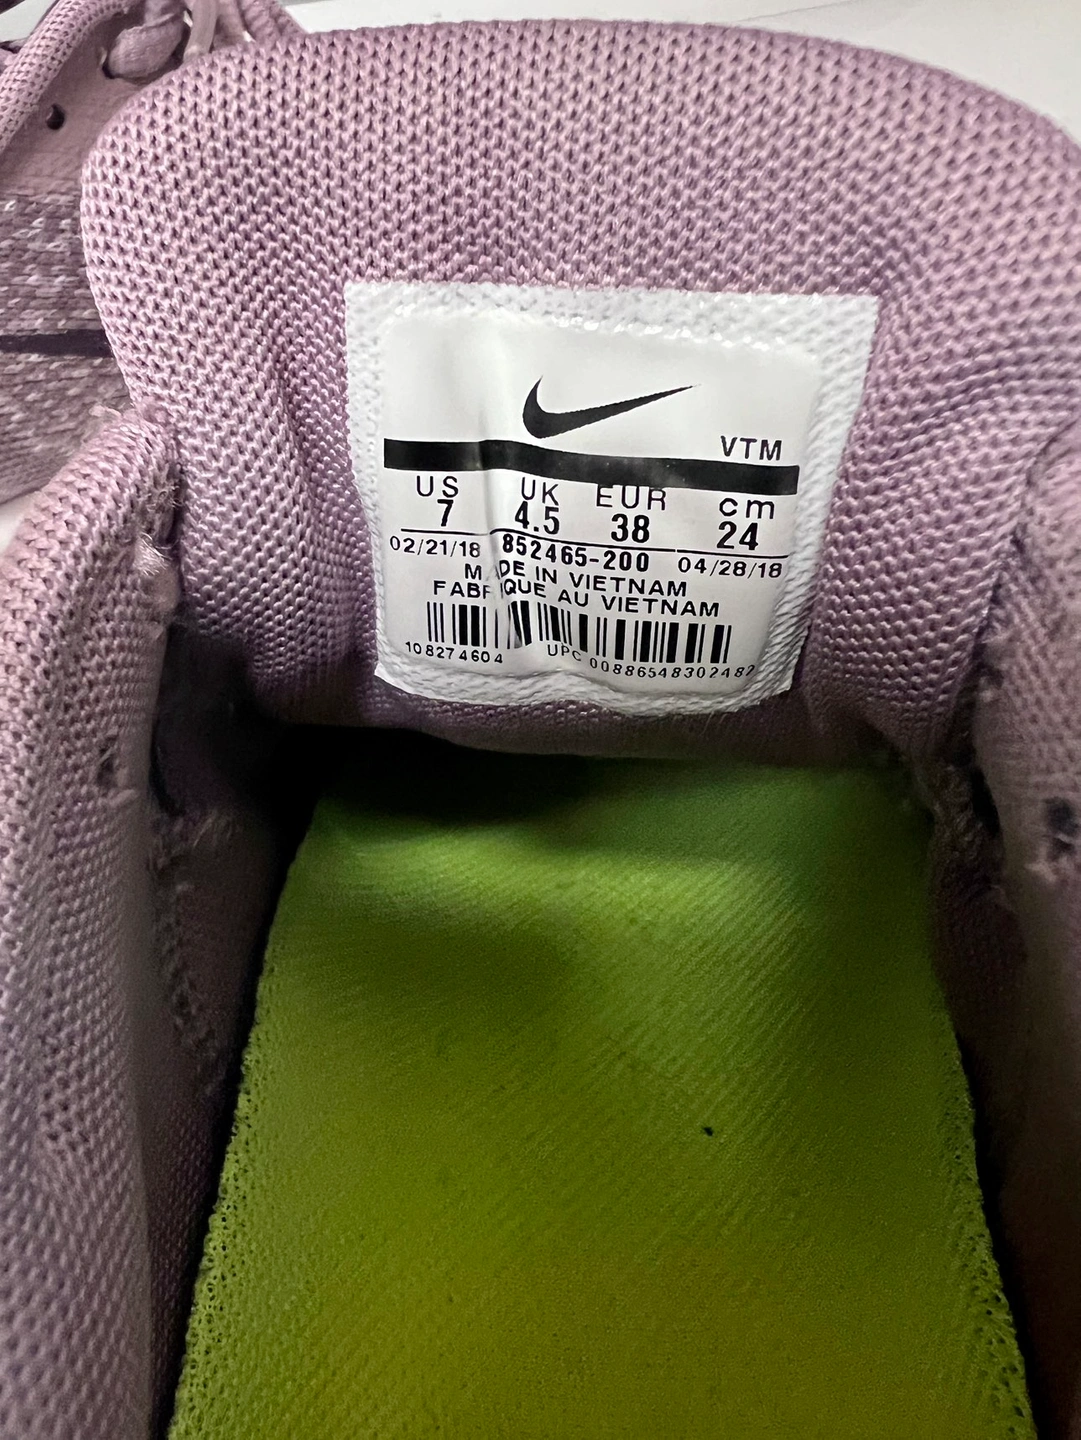 VTM
US UK EUR cm
7 4.5 38 24
02/21/18 852465-200 04/28/18
MADE IN VIETNAM
FABRIQUE AU VIETNAM
108274604 UPC 00886548302482